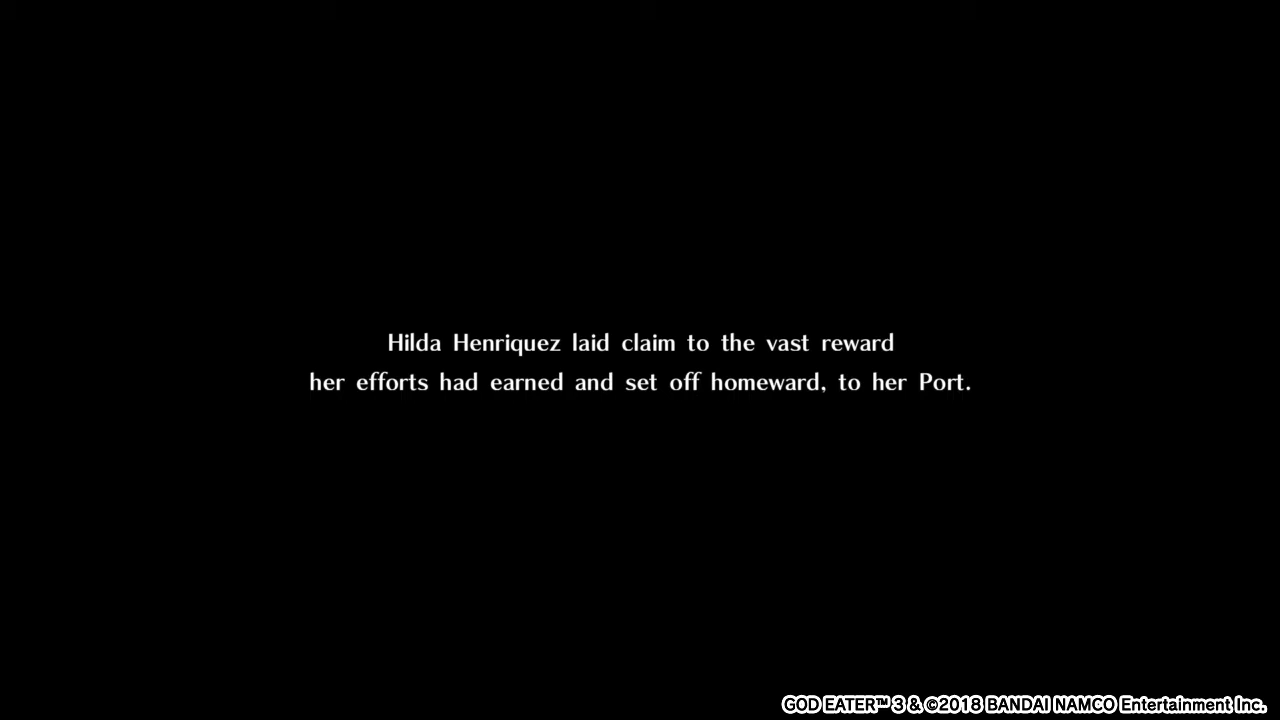 Hilda Henriquez laid claim to the vast reward
her efforts had earned and set off homeward, to her Port.
GOD EATER™ 3 & ©2018 BANDAI NAMCO Entertainment Inc.